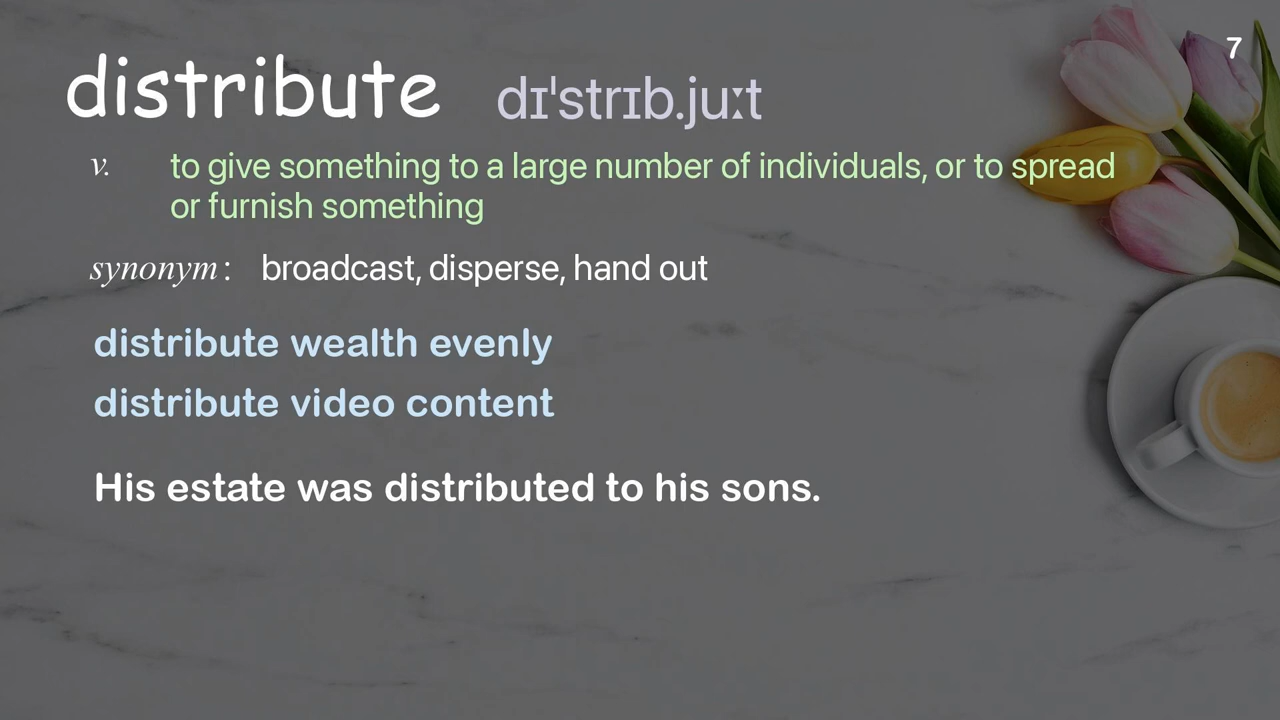 7
distribute dɪˈstrɪb.juːt
v. to give something to a large number of individuals, or to spread
or furnish something
synonym : broadcast, disperse, hand out
distribute wealth evenly
distribute video content
His estate was distributed to his sons.